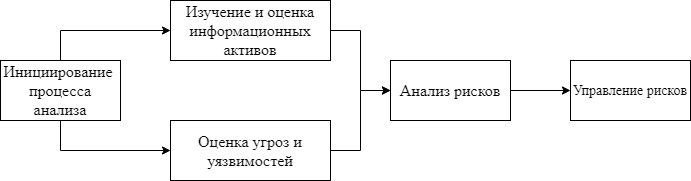 Инициирование
процесса
анализа
Изучение и оценка
информационных
активов
Оценка угроз и
уязвимостей
Анализ рисков
Управление рисков